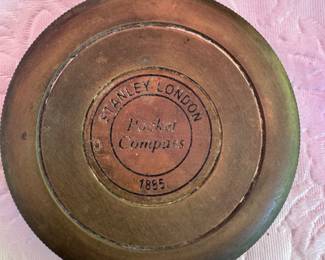 STANLEY LONDON
Pocket
Compass
1885